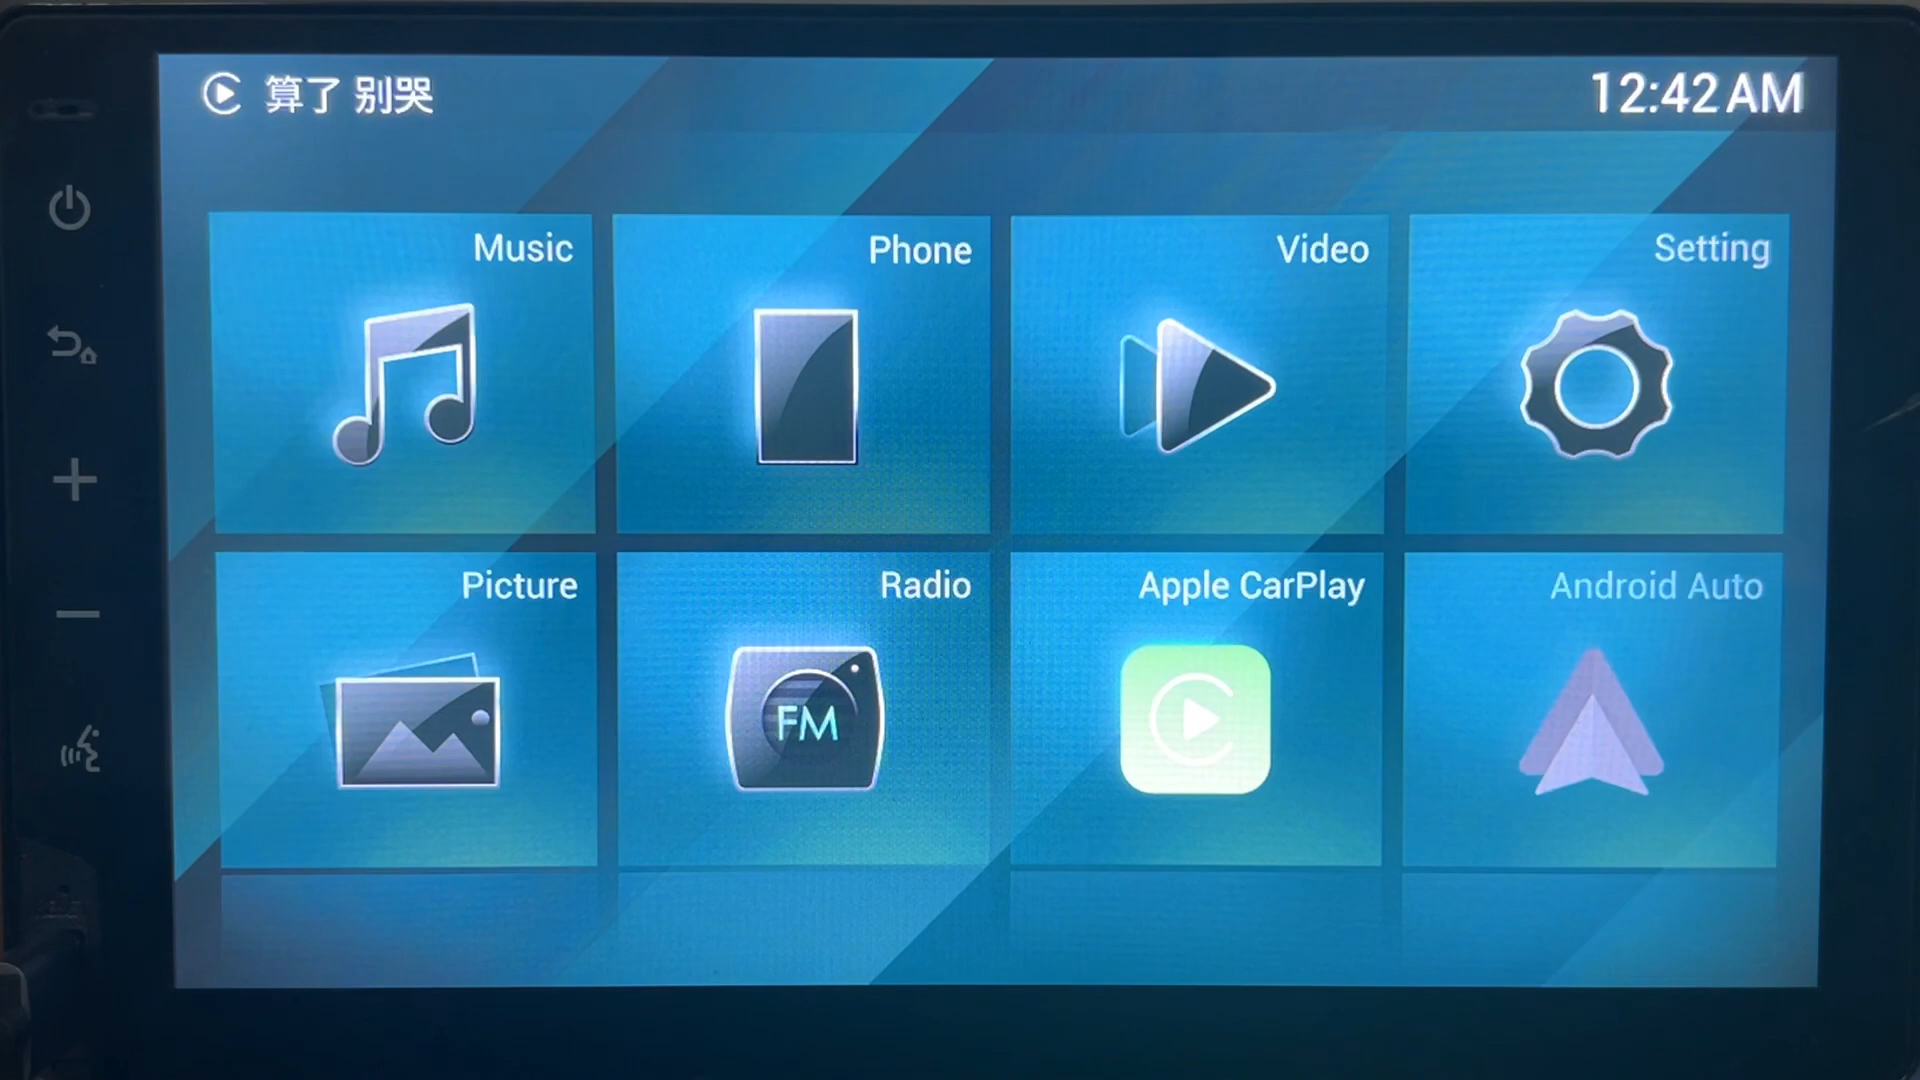 算了 别哭
12:42 AM
Music
Phone
Video
Setting
Picture
Radio
Apple CarPlay
Android Auto
FM